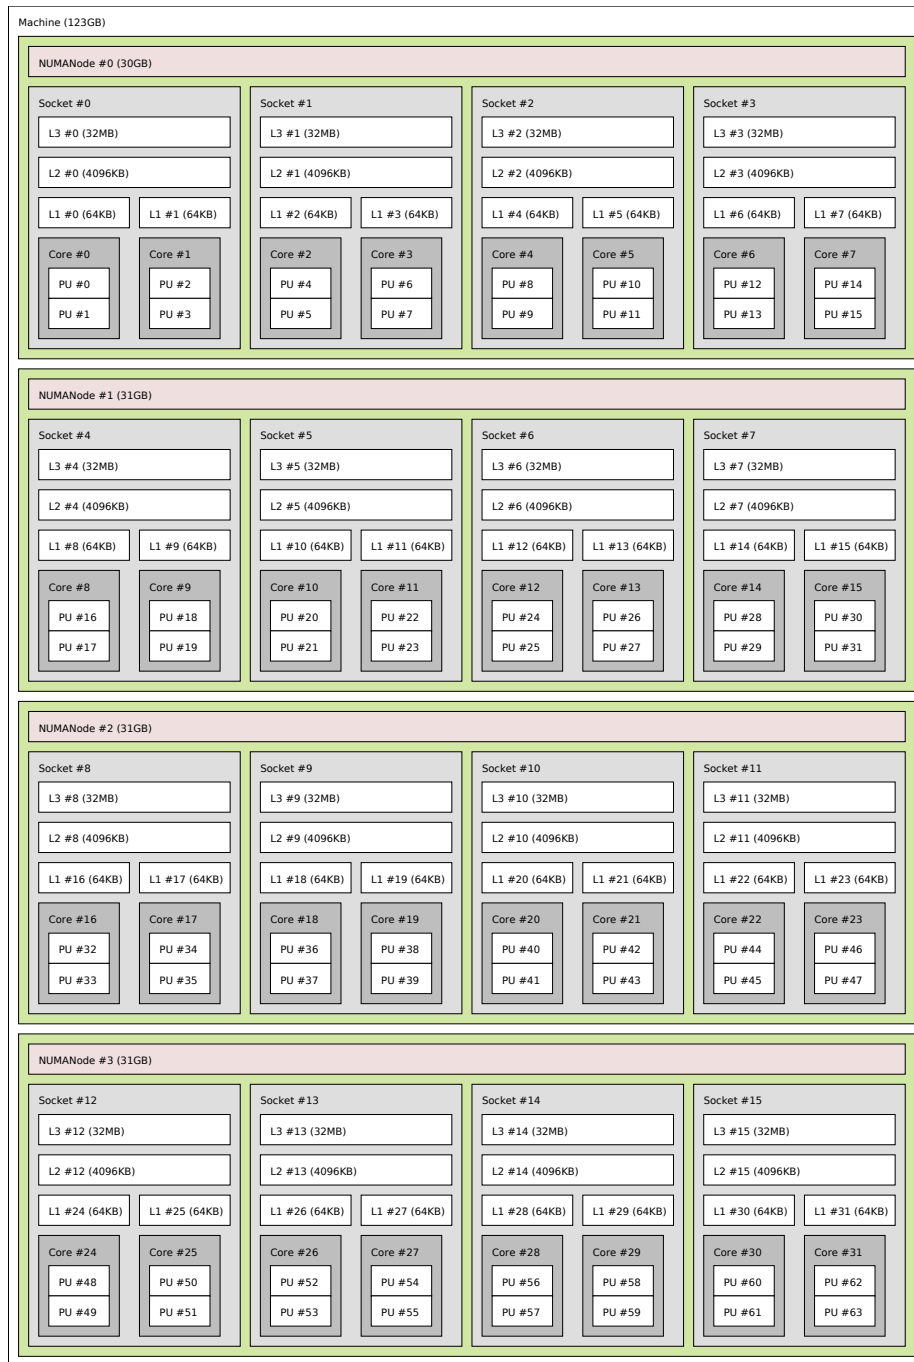 Machine (123GB)
NUMANode #0 (30GB)
Socket #0 Socket #1 Socket #2 Socket #3
L3 #0 (32MB) L3 #1 (32MB) L3 #2 (32MB) L3 #3 (32MB)
L2 #0 (4096KB) L2 #1 (4096KB) L2 #2 (4096KB) L2 #3 (4096KB)
L1 #0 (64KB) L1 #1 (64KB) L1 #2 (64KB) L1 #3 (64KB) L1 #4 (64KB) L1 #5 (64KB) L1 #6 (64KB) L1 #7 (64KB)
Core #0 Core #1 Core #2 Core #3 Core #4 Core #5 Core #6 Core #7
PU #0 PU #2 PU #4 PU #6 PU #8 PU #10 PU #12 PU #14
PU #1 PU #3 PU #5 PU #7 PU #9 PU #11 PU #13 PU #15
NUMANode #1 (31GB)
Socket #4 Socket #5 Socket #6 Socket #7
L3 #4 (32MB) L3 #5 (32MB) L3 #6 (32MB) L3 #7 (32MB)
L2 #4 (4096KB) L2 #5 (4096KB) L2 #6 (4096KB) L2 #7 (4096KB)
L1 #8 (64KB) L1 #9 (64KB) L1 #10 (64KB) L1 #11 (64KB) L1 #12 (64KB) L1 #13 (64KB) L1 #14 (64KB) L1 #15 (64KB)
Core #8 Core #9 Core #10 Core #11 Core #12 Core #13 Core #14 Core #15
PU #16 PU #18 PU #20 PU #22 PU #24 PU #26 PU #28 PU #30
PU #17 PU #19 PU #21 PU #23 PU #25 PU #27 PU #29 PU #31
NUMANode #2 (31GB)
Socket #8 Socket #9 Socket #10 Socket #11
L3 #8 (32MB) L3 #9 (32MB) L3 #10 (32MB) L3 #11 (32MB)
L2 #8 (4096KB) L2 #9 (4096KB) L2 #10 (4096KB) L2 #11 (4096KB)
L1 #16 (64KB) L1 #17 (64KB) L1 #18 (64KB) L1 #19 (64KB) L1 #20 (64KB) L1 #21 (64KB) L1 #22 (64KB) L1 #23 (64KB)
Core #16 Core #17 Core #18 Core #19 Core #20 Core #21 Core #22 Core #23
PU #32 PU #34 PU #36 PU #38 PU #40 PU #42 PU #44 PU #46
PU #33 PU #35 PU #37 PU #39 PU #41 PU #43 PU #45 PU #47
NUMANode #3 (31GB)
Socket #12 Socket #13 Socket #14 Socket #15
L3 #12 (32MB) L3 #13 (32MB) L3 #14 (32MB) L3 #15 (32MB)
L2 #12 (4096KB) L2 #13 (4096KB) L2 #14 (4096KB) L2 #15 (4096KB)
L1 #24 (64KB) L1 #25 (64KB) L1 #26 (64KB) L1 #27 (64KB) L1 #28 (64KB) L1 #29 (64KB) L1 #30 (64KB) L1 #31 (64KB)
Core #24 Core #25 Core #26 Core #27 Core #28 Core #29 Core #30 Core #31
PU #48 PU #50 PU #52 PU #54 PU #56 PU #58 PU #60 PU #62
PU #49 PU #51 PU #53 PU #55 PU #57 PU #59 PU #61 PU #63